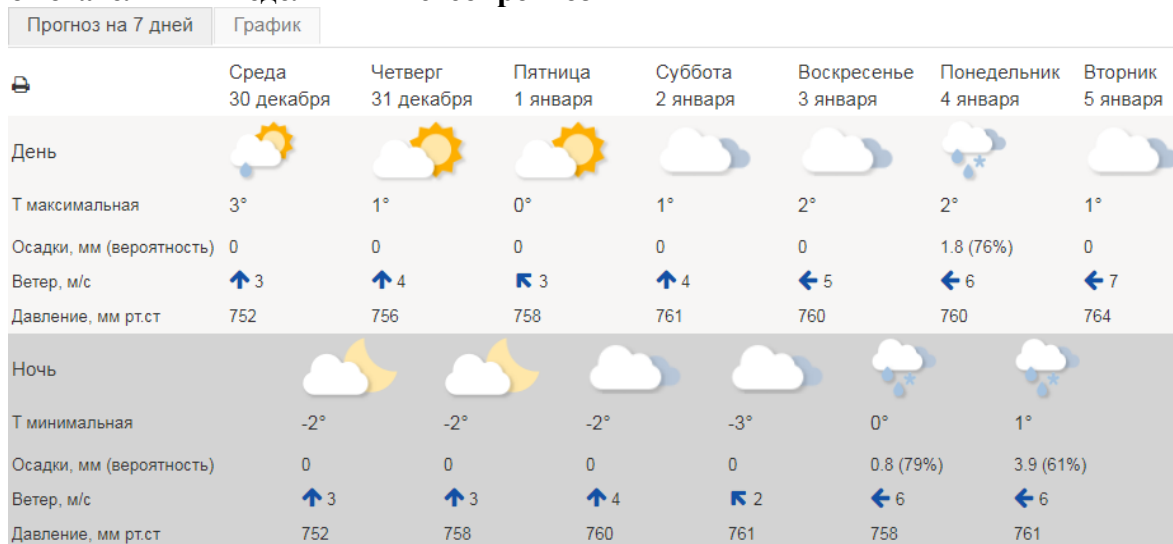 Прогноз на 7 дней График
Среда Четверг Пятница Суббота Воскресенье Понедельник Вторник
30 декабря 31 декабря 1 января 2 января 3 января 4 января 5 января
День
Т максимальная 3° 1° 0° 1° 2° 2° 1°
Осадки, мм (вероятность) 0 0 0 0 0 1.8 (76%) 0
Ветер, м/с 3 4 3 4 5 6 7
Давление, мм рт.ст 752 756 758 761 760 760 764
Ночь
Т минимальная -2° -2° -2° -3° 0° 1°
Осадки, мм (вероятность) 0 0 0 0 0.8 (79%) 3.9 (61%)
Ветер, м/с 3 3 4 2 6 6
Давление, мм рт.ст 752 758 760 761 758 761